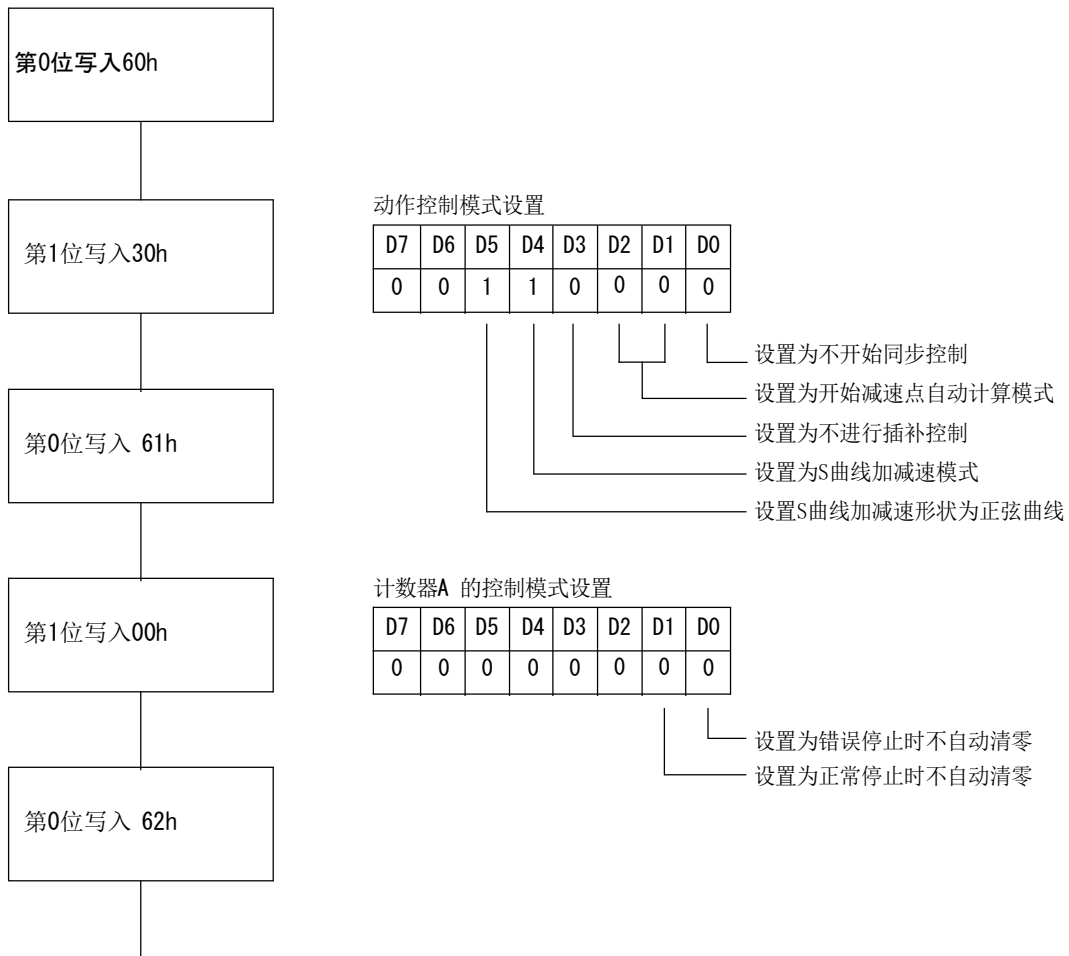 第0位写入60h
第1位写入30h
动作控制模式设置
D7 D6 D5 D4 D3 D2 D1 D0
0 0 1 1 0 0 0 0
设置为不开始同步控制
设置为开始减速点自动计算模式
设置为不进行插补控制
设置为S曲线加减速模式
设置S曲线加减速形状为正弦曲线
第0位写入 61h
第1位写入00h
计数器A 的控制模式设置
D7 D6 D5 D4 D3 D2 D1 D0
0 0 0 0 0 0 0 0
设置为错误停止时不自动清零
设置为正常停止时不自动清零
第0位写入 62h